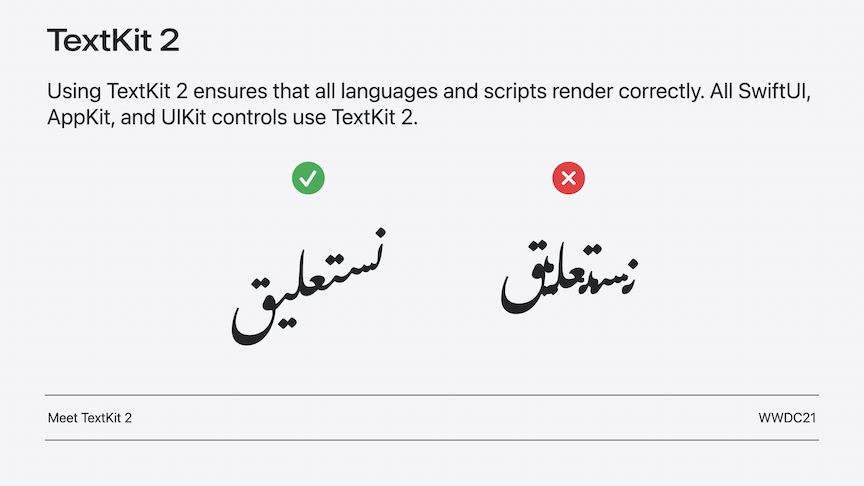 TextKit 2
Using TextKit 2 ensures that all languages and scripts render correctly. All SwiftUI,
AppKit, and UIKit controls use TextKit 2.
نستعلیق
Meet TextKit 2
WWDC21